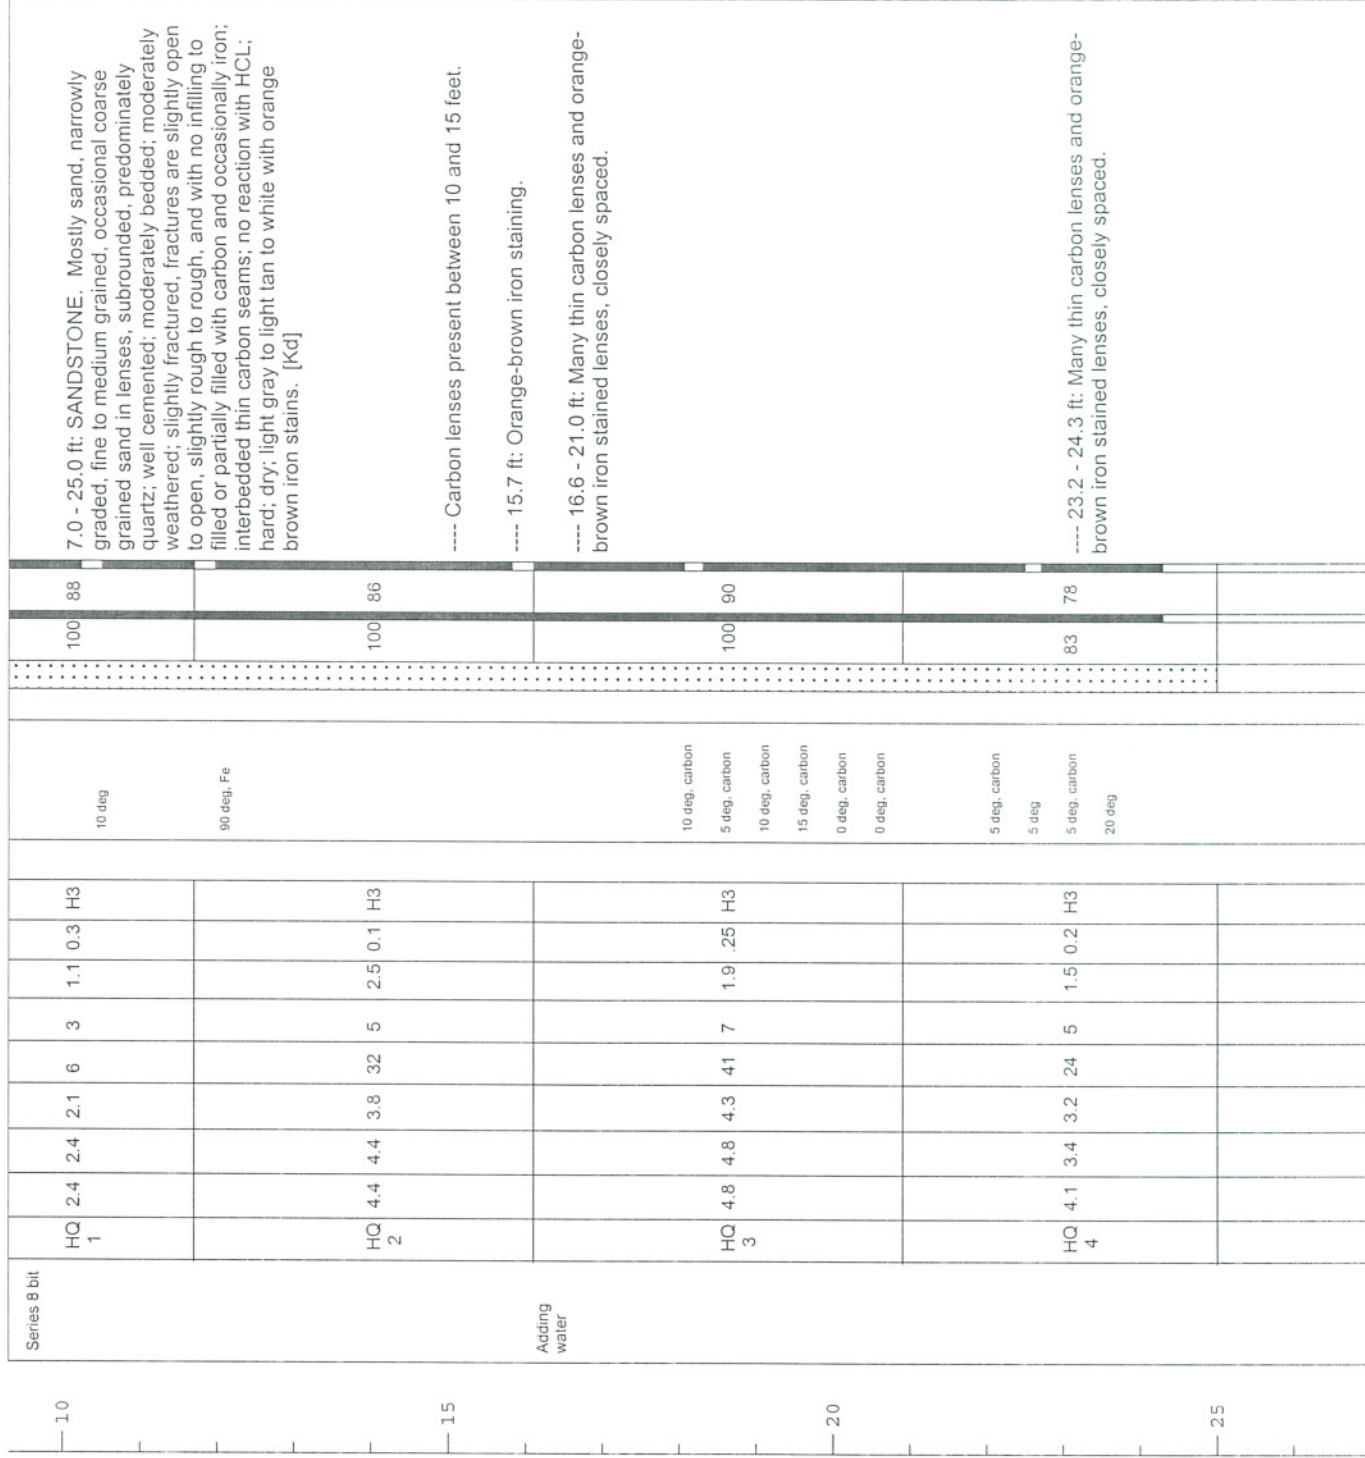 10
15
20
25
Series 8 bit
Adding
water
HQ 2.4 2.4 2.1 6 3 1.1 0.3 H3
1
HQ 4.4 4.4 3.8 32 5 2.5 0.1 H3
2
HQ 4.8 4.8 4.3 41 7 1.9 .25 H3
3
HQ 4.1 3.4 3.2 24 5 1.5 0.2 H3
4
10 deg
90 deg, Fe
10 deg, carbon
5 deg, carbon
10 deg, carbon
15 deg, carbon
0 deg, carbon
0 deg, carbon
5 deg, carbon
5 deg
5 deg, carbon
20 deg
100 88
100 86
100 90
83 78
7.0 - 25.0 ft: SANDSTONE. Mostly sand, narrowly
graded, fine to medium grained, occasional coarse
grained sand in lenses, subrounded, predominately
quartz; well cemented; moderately bedded; moderately
weathered; slightly fractured, fractures are slightly open
to open, slightly rough to rough, and with no infilling to
filled or partially filled with carbon and occasionally iron;
interbedded thin carbon seams; no reaction with HCL;
hard; dry; light gray to light tan to white with orange
brown iron stains. [Kd]
---- Carbon lenses present between 10 and 15 feet.
---- 15.7 ft: Orange-brown iron staining.
---- 16.6 - 21.0 ft: Many thin carbon lenses and orange-
brown iron stained lenses, closely spaced.
---- 23.2 - 24.3 ft: Many thin carbon lenses and orange-
brown iron stained lenses, closely spaced.